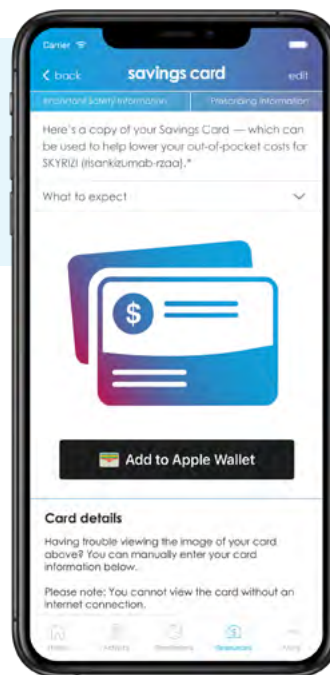 Carrier
back savings card edit
Important Safety Information Prescribing Information
Here's a copy of your Savings Card — which can
be used to help lower your out-of-pocket costs for
SKYRIZI (risankizumab-rzaa).*
What to expect
$
Add to Apple Wallet
Card details
Having trouble viewing the image of your card
above? You can manually enter your card
information below.
Please note: You cannot view the card without an
internet connection.
Resources